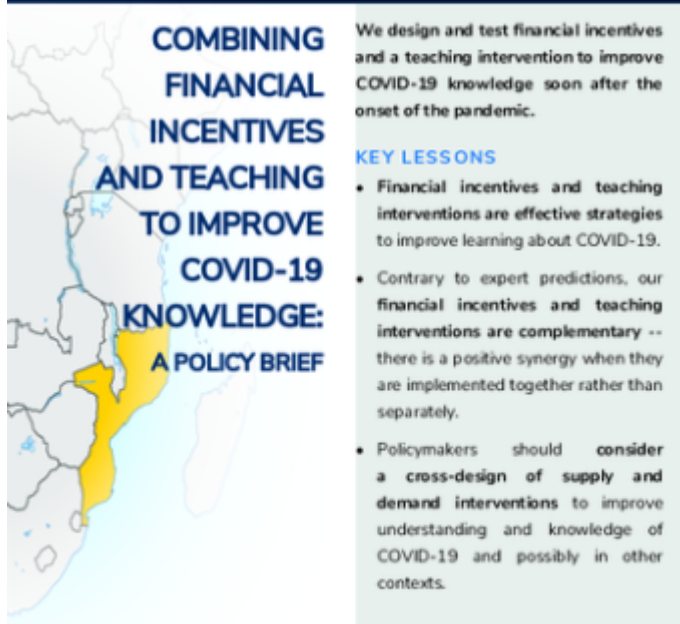 COMBINING
FINANCIAL
INCENTIVES
AND TEACHING
TO IMPROVE
COVID-19
KNOWLEDGE:
A POLICY BRIEF
We design and test financial incentives
and a teaching intervention to improve
COVID-19 knowledge soon after the
onset of the pandemic.
KEY LESSONS
• Financial incentives and teaching
interventions are effective strategies
to improve learning about COVID-19.
• Contrary to expert predictions, our
financial incentives and teaching
interventions are complementary --
there is a positive synergy when they
are implemented together rather than
separately.
• Policymakers should consider
a cross-design of supply and
demand interventions to improve
understanding and knowledge of
COVID-19 and possibly in other
contexts.